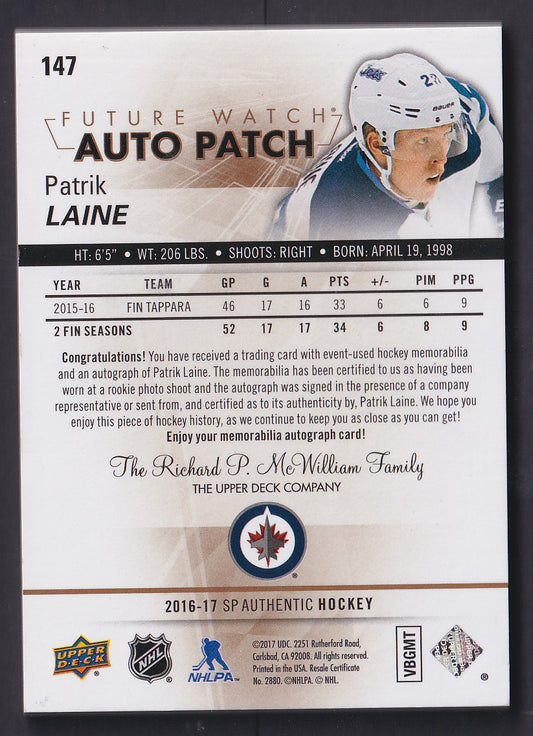 147
FUTURE WATCH®
AUTO PATCH
Patrik
LAINE
JETS
2
BAUER
HT: 6'5" • WT: 206 LBS. • SHOOTS: RIGHT • BORN: APRIL 19, 1998
YEAR TEAM GP G A PTS +/- PIM PPG
2015-16 FIN TAPPARA 46 17 16 33 6 6 9
2 FIN SEASONS 52 17 17 34 6 8 9
Congratulations! You have received a trading card with event-used hockey memorabilia
and an autograph of Patrik Laine. The memorabilia has been certified to us as having been
worn at a rookie photo shoot and the autograph was signed in the presence of a company
representative or sent from, and certified as to its authenticity by, Patrik Laine. We hope you
enjoy this piece of hockey history, as we continue to keep you as close as you can get!
Enjoy your memorabilia autograph card!
The Richard P. McWilliam Family
THE UPPER DECK COMPANY
®
2016-17 SP AUTHENTIC HOCKEY
UPPER DECK ®
NHL ®
NHLPA™
©2017 UDC. 2251 Rutherford Road,
Carlsbad, CA 92008. All rights reserved.
Printed in the USA. Resale Certificate
No. 2880. ©NHLPA. © NHL.
VBGMT
®